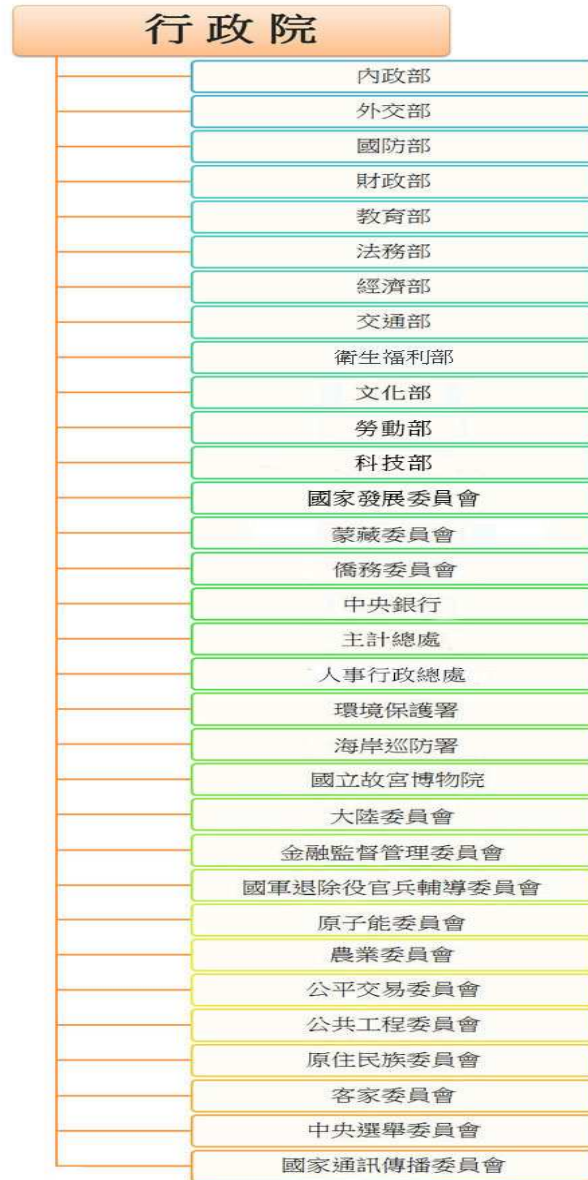 行政院
內政部
外交部
國防部
財政部
教育部
法務部
經濟部
交通部
衛生福利部
文化部
勞動部
科技部
國家發展委員會
蒙藏委員會
僑務委員會
中央銀行
主計總處
人事行政總處
環境保護署
海岸巡防署
國立故宮博物院
大陸委員會
金融監督管理委員會
國軍退除役官兵輔導委員會
原子能委員會
農業委員會
公平交易委員會
公共工程委員會
原住民族委員會
客家委員會
中央選舉委員會
國家通訊傳播委員會